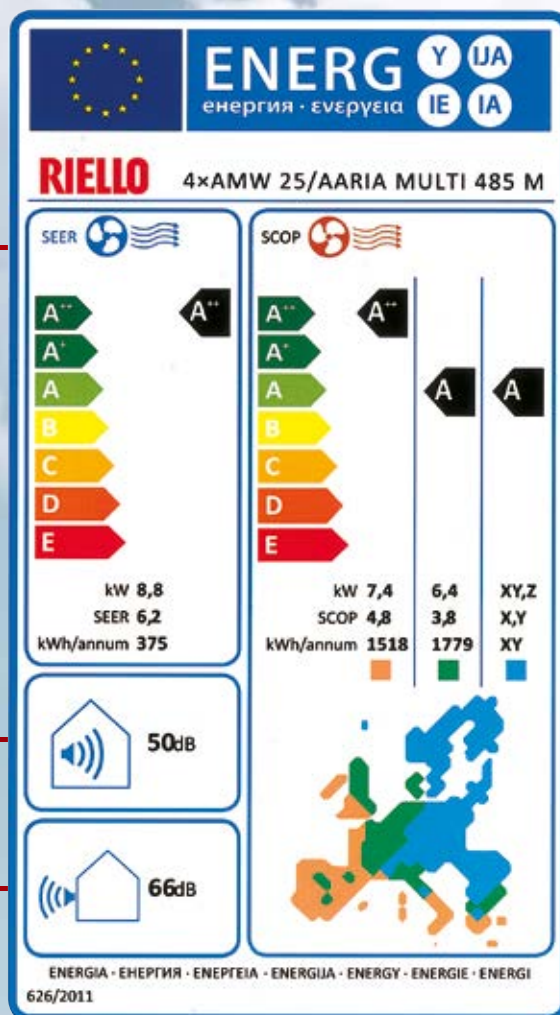 ENERG Y IJA
енергия · ενεργεια IE IA
RIELLO 4×AMW 25/AARIA MULTI 485 M
SEER
A++ A++
A+
A
B
C
D
E
kW 8,8
SEER 6,2
kWh/annum 375
SCOP
A++ A++
A+
A A A
B
C
D
E
kW 7,4 6,4 XY,Z
SCOP 4,8 3,8 X,Y
kWh/annum 1518 1779 XY
50dB
66dB
ENERGIA · ЕНЕРГИЯ · ΕΝΕΡΓΕΙΑ · ENERGIJA · ENERGY · ENERGIE · ENERGI
626/2011